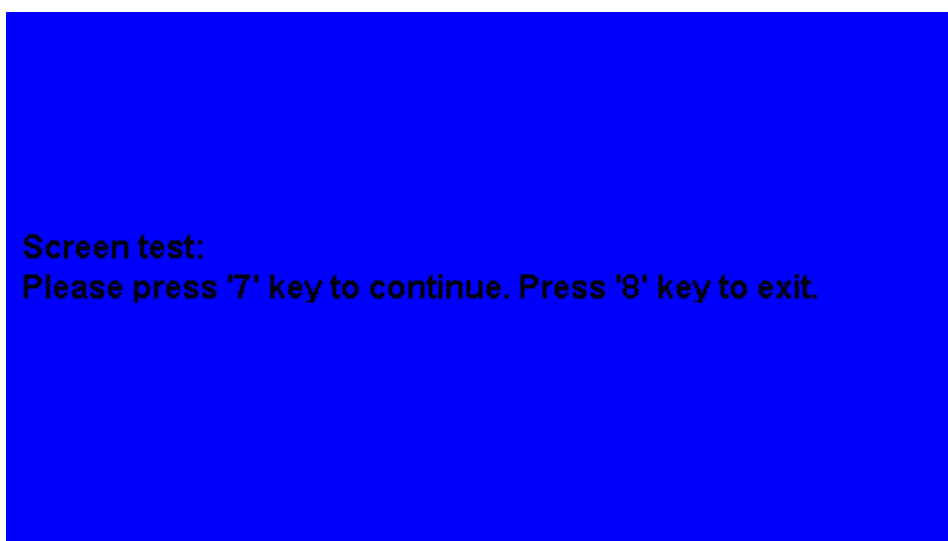 Screen test:
Please press '7' key to continue. Press '8' key to exit.